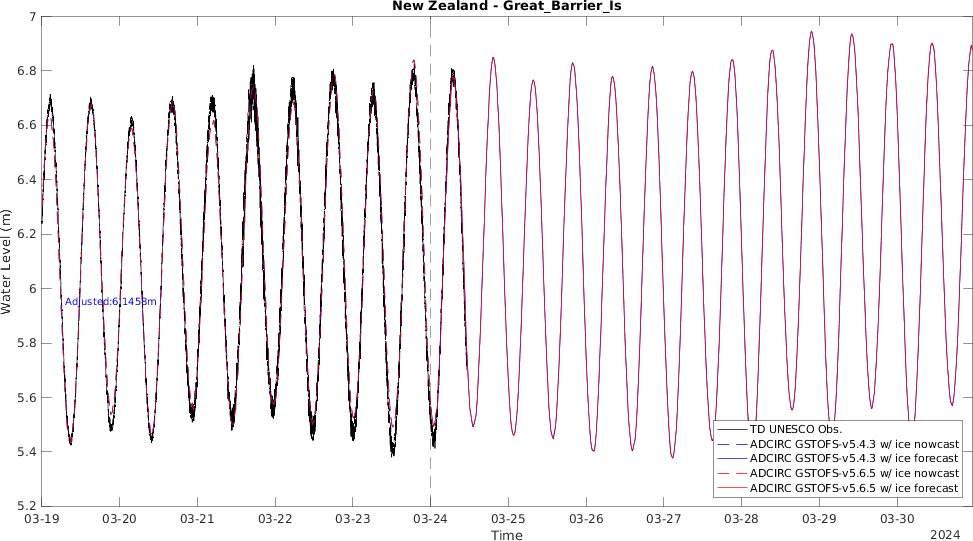 New Zealand - Great_Barrier_Is
7
6.8
6.6
6.4
6.2
6
5.8
5.6
5.4
5.2
Water Level (m)
Adjusted:6.1458m
TD UNESCO Obs.
ADCIRC GSTOFS-v5.4.3 w/ ice nowcast
ADCIRC GSTOFS-v5.4.3 w/ ice forecast
ADCIRC GSTOFS-v5.6.5 w/ ice nowcast
ADCIRC GSTOFS-v5.6.5 w/ ice forecast
03-19 03-20 03-21 03-22 03-23 03-24 03-25 03-26 03-27 03-28 03-29 03-30
Time
2024